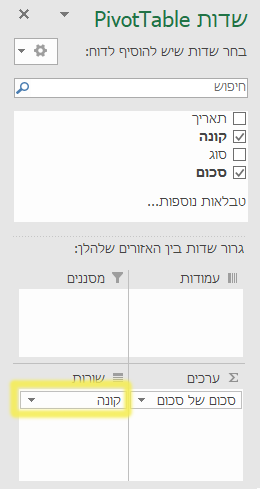 שדות PivotTable
בחר שדות שיש להוסיף לדוח:
חיפוש
תאריך
קונה
סוג
סכום
טבלאות נוספות...
גרור שדות בין האזורים שלהלן:
עמודות
מסננים
ערכים
שורות
סכום של סכום
קונה